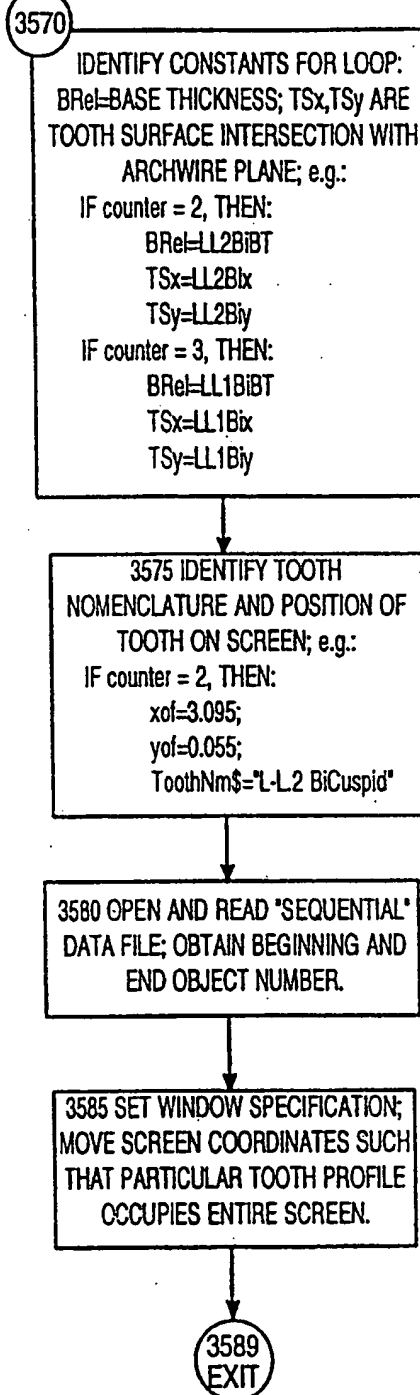 3570
IDENTIFY CONSTANTS FOR LOOP:
BRel=BASE THICKNESS; TSx,TSy ARE
TOOTH SURFACE INTERSECTION WITH
ARCHWIRE PLANE; e.g.:
IF counter = 2, THEN:
BRel=LL2BiBT
TSx=LL2BIx
TSy=LL2Biy
IF counter = 3, THEN:
BRel=LL1BiBT
TSx=LL1Bix
TSy=LL1Biy
3575 IDENTIFY TOOTH
NOMENCLATURE AND POSITION OF
TOOTH ON SCREEN; e.g.:
IF counter = 2, THEN:
xof=3.095;
yof=0.055;
ToothNm$="L-L.2 BiCuspid"
3580 OPEN AND READ "SEQUENTIAL"
DATA FILE; OBTAIN BEGINNING AND
END OBJECT NUMBER.
3585 SET WINDOW SPECIFICATION;
MOVE SCREEN COORDINATES SUCH
THAT PARTICULAR TOOTH PROFILE
OCCUPIES ENTIRE SCREEN.
3589
EXIT